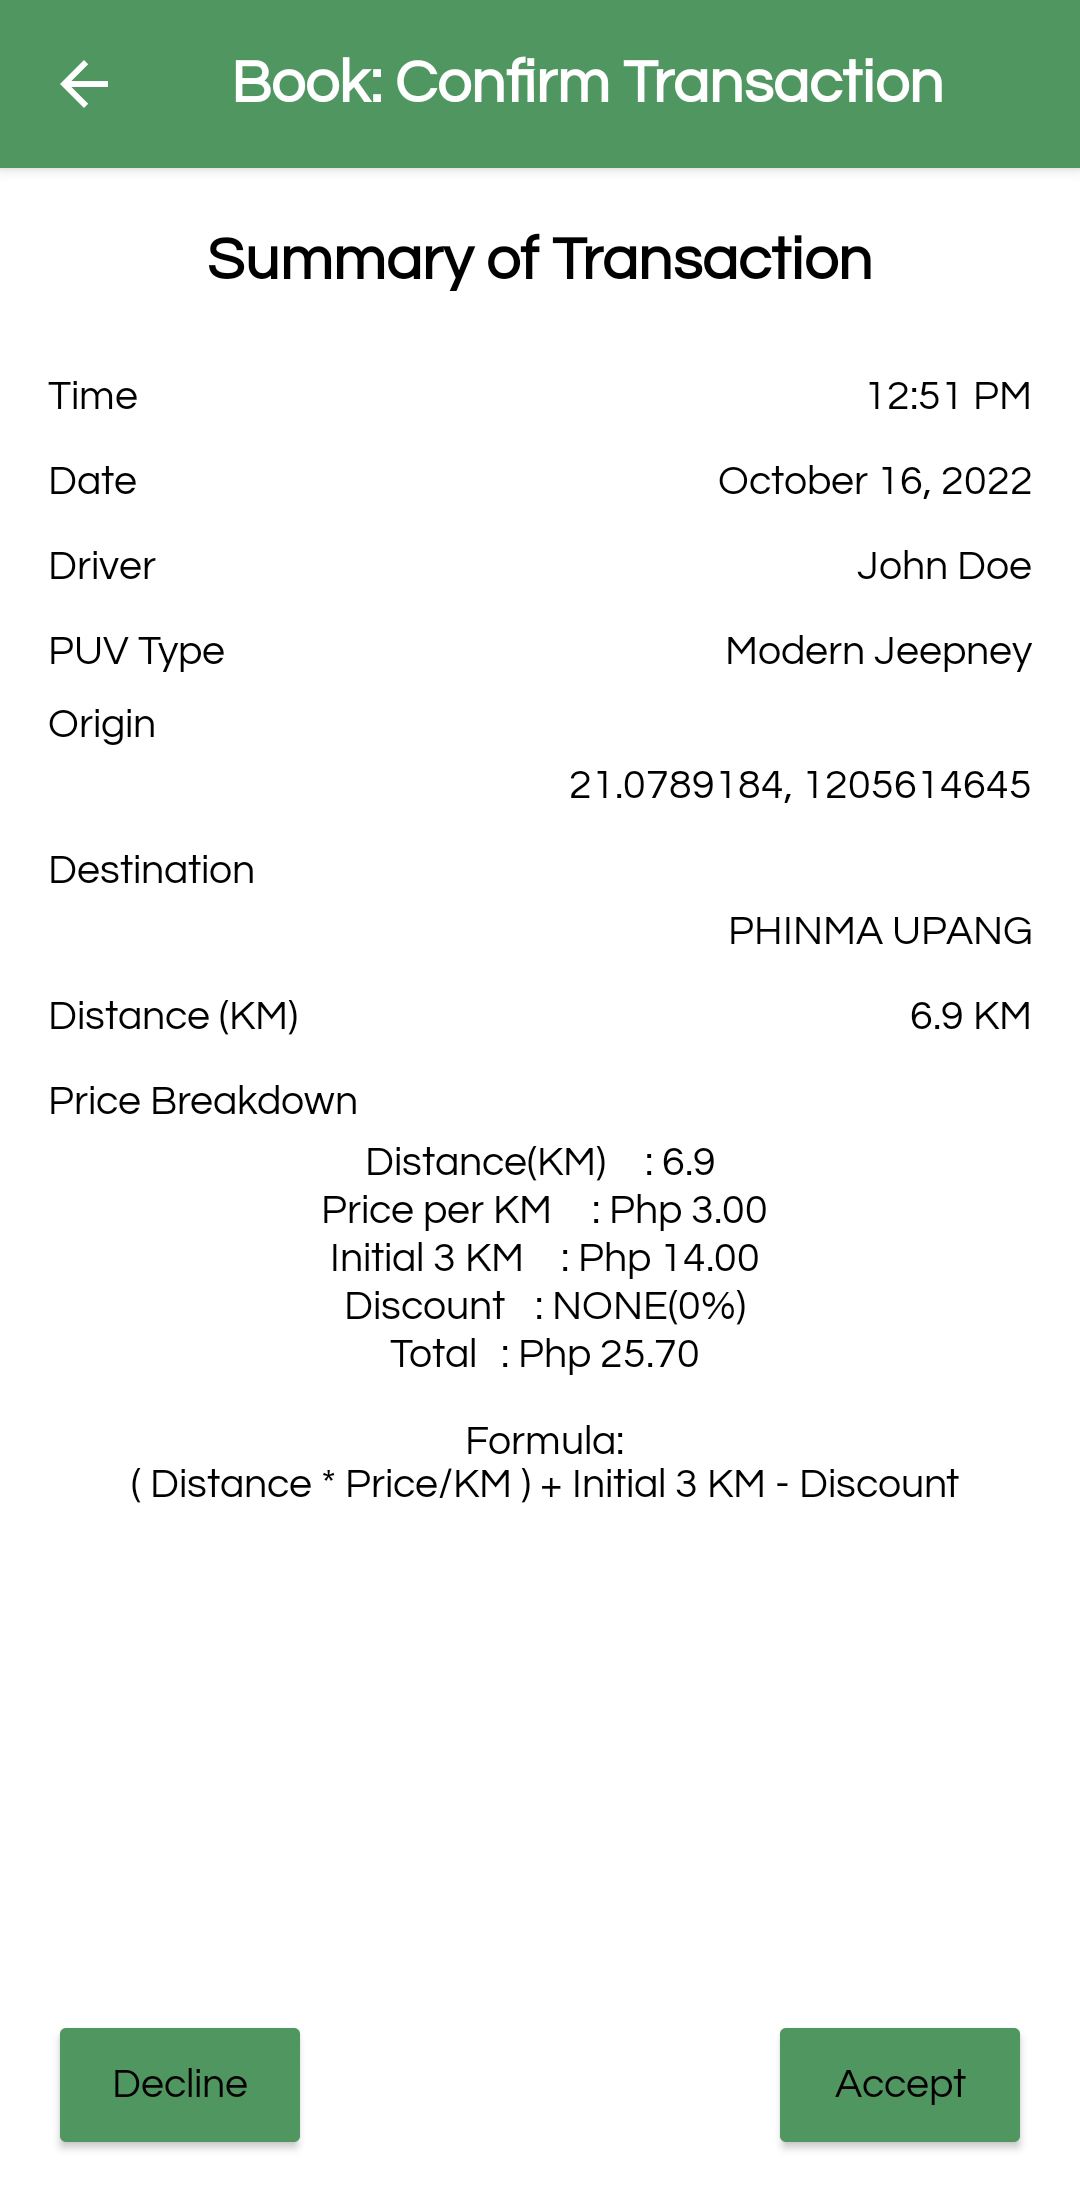 Book: Confirm Transaction
Summary of Transaction
Time 12:51 PM
Date October 16, 2022
Driver John Doe
PUV Type Modern Jeepney
Origin
21.0789184, 1205614645
Destination
PHINMA UPANG
Distance (KM) 6.9 KM
Price Breakdown
Distance(KM) : 6.9
Price per KM : Php 3.00
Initial 3 KM : Php 14.00
Discount : NONE(0%)
Total : Php 25.70
Formula:
( Distance * Price/KM ) + Initial 3 KM - Discount
Decline Accept